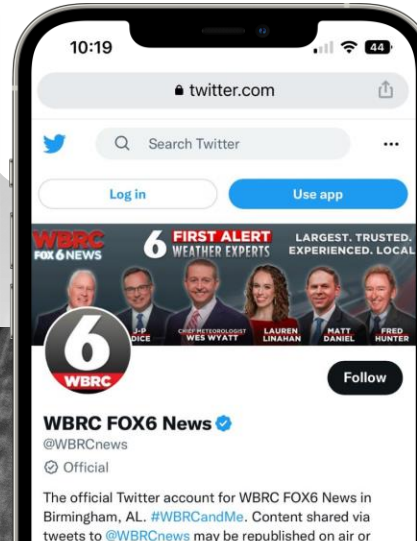 10:19
44
twitter.com
Search Twitter
Log in
Use app
WBRC
FOX 6 NEWS
6 FIRST ALERT
WEATHER EXPERTS
LARGEST. TRUSTED.
EXPERIENCED. LOCAL
J-P
DICE
CHIEF METEOROLOGIST
WES WYATT
LAUREN
LINAHAN
MATT
DANIEL
FRED
HUNTER
6
WBRC
Follow
WBRC FOX6 News
@WBRCnews
Official
The official Twitter account for WBRC FOX6 News in
Birmingham, AL. #WBRCandMe. Content shared via
tweets to @WBRCnews may be republished on air or